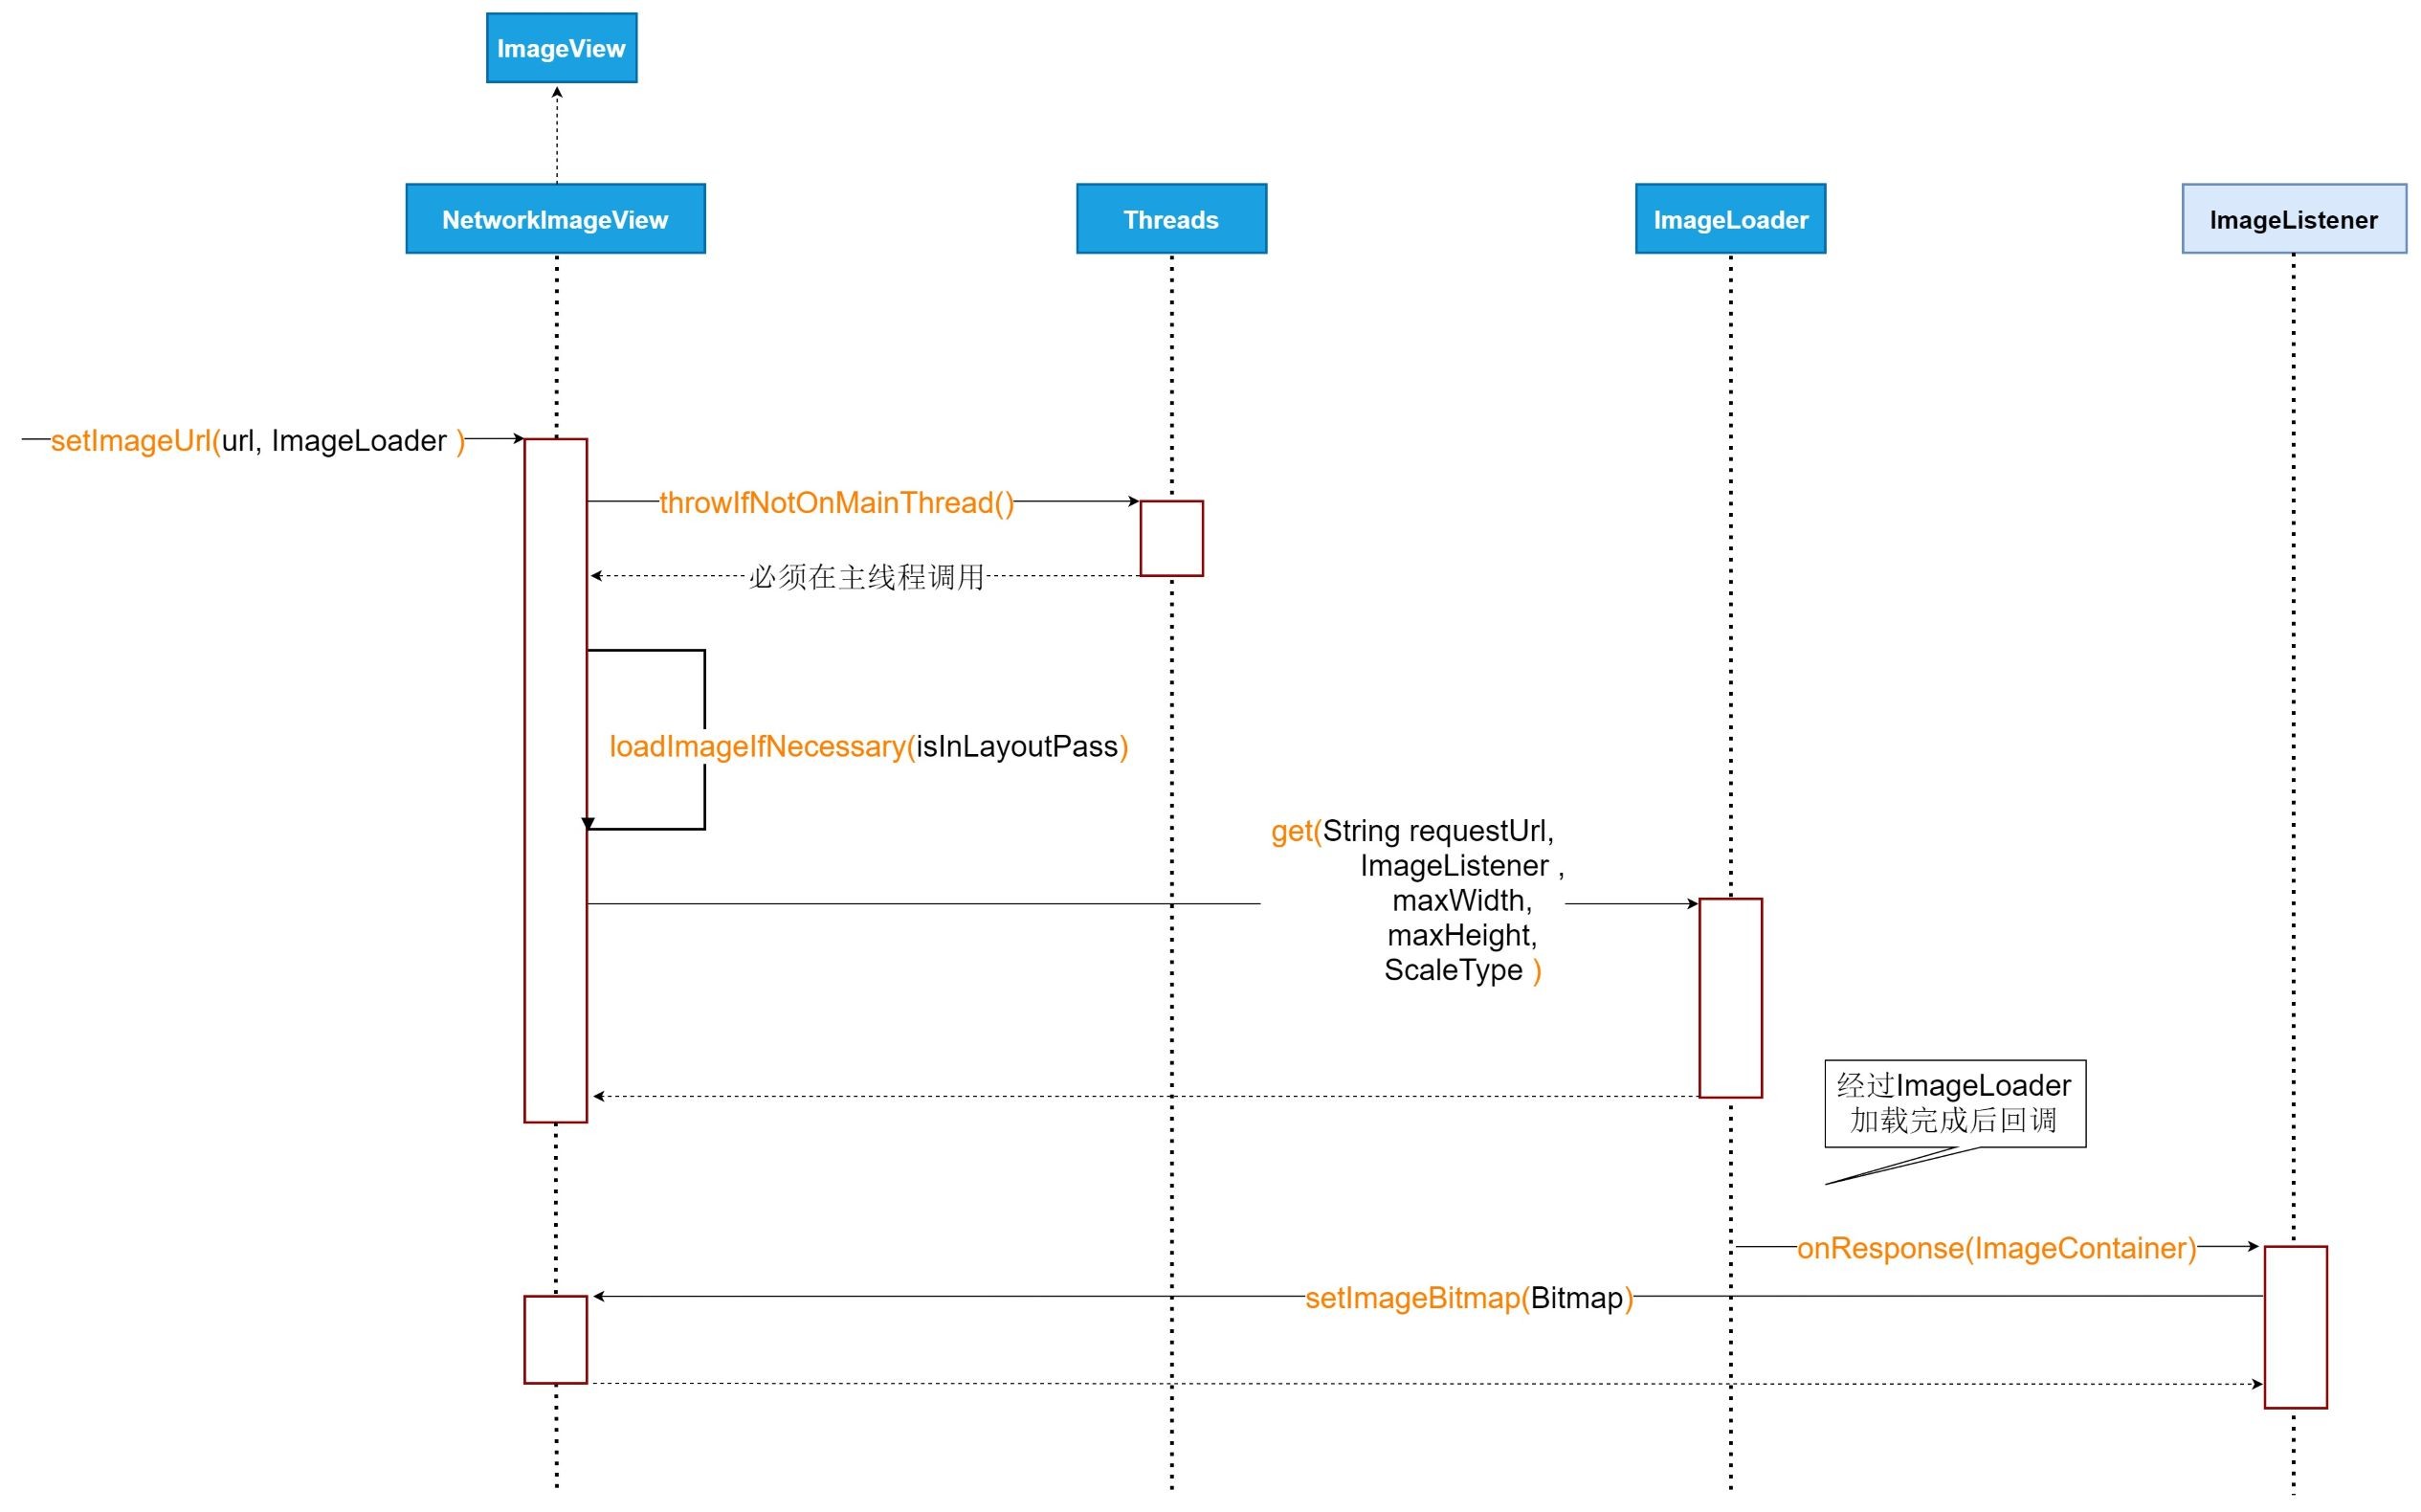 ImageView
NetworkImageView
Threads
ImageLoader
ImageListener
setImageUrl(url, ImageLoader )
throwIfNotOnMainThread()
必须在主线程调用
loadImageIfNecessary(isInLayoutPass)
get(String requestUrl,
ImageListener ,
maxWidth,
maxHeight,
ScaleType )
经过ImageLoader
加载完成后回调
onResponse(ImageContainer)
setImageBitmap(Bitmap)